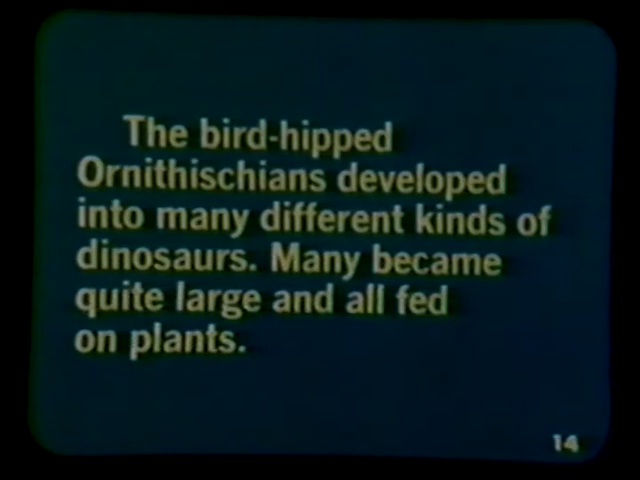 The bird-hipped
Ornithischians developed
into many different kinds of
dinosaurs. Many became
quite large and all fed
on plants.
14